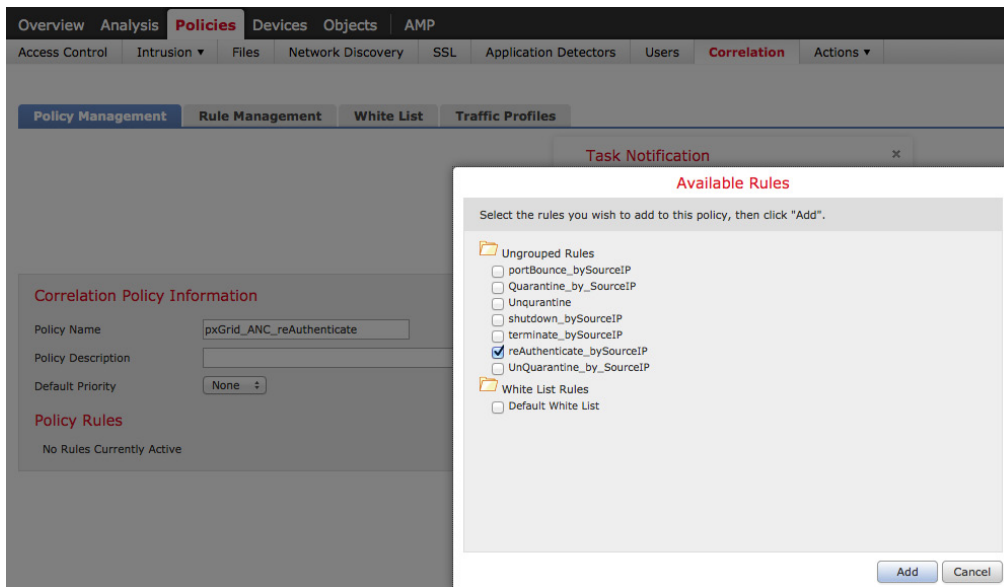 Overview Analysis Policies Devices Objects AMP
Access Control Intrusion ▾ Files Network Discovery SSL Application Detectors Users Correlation Actions ▾
Policy Management Rule Management White List Traffic Profiles
Task Notification ×
Available Rules
Select the rules you wish to add to this policy, then click "Add".
Ungrouped Rules
portBounce_bySourceIP
Quarantine_by_SourceIP
Unqurantine
shutdown_bySourceIP
terminate_bySourceIP
reAuthenticate_bySourceIP
UnQuarantine_by_SourceIP
White List Rules
Default White List
Correlation Policy Information
Policy Name pxGrid_ANC_reAuthenticate
Policy Description
Default Priority None
Policy Rules
No Rules Currently Active
Add Cancel